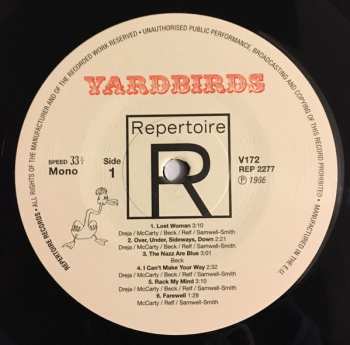 • REPERTOIRE RECORDS • ALL RIGHTS OF THE MANUFACTURER AND OF THE RECORDED WORK RESERVED • UNAUTHORISED PUBLIC PERFORMANCE, BROADCASTING AND COPYING OF THIS RECORD PROHIBITED • MANUFACTURED IN THE E.U.
YARDBIRDS
Repertoire
R
SPEED 33⅓
Mono
Side
1
V172
REP 2277
℗ 1966
1. Lost Woman 3:10
Dreja / McCarty / Beck / Relf / Samwell-Smith
2. Over, Under, Sideways, Down 2:21
Dreja / McCarty / Beck / Relf / Samwell-Smith
3. The Nazz Are Blue 3:01
Beck
4. I Can't Make Your Way 2:32
Dreja / McCarty / Beck / Relf / Samwell-Smith
5. Rack My Mind 3:10
Dreja / McCarty / Beck / Relf / Samwell-Smith
6. Farewell 1:28
McCarty / Relf / Samwell-Smith